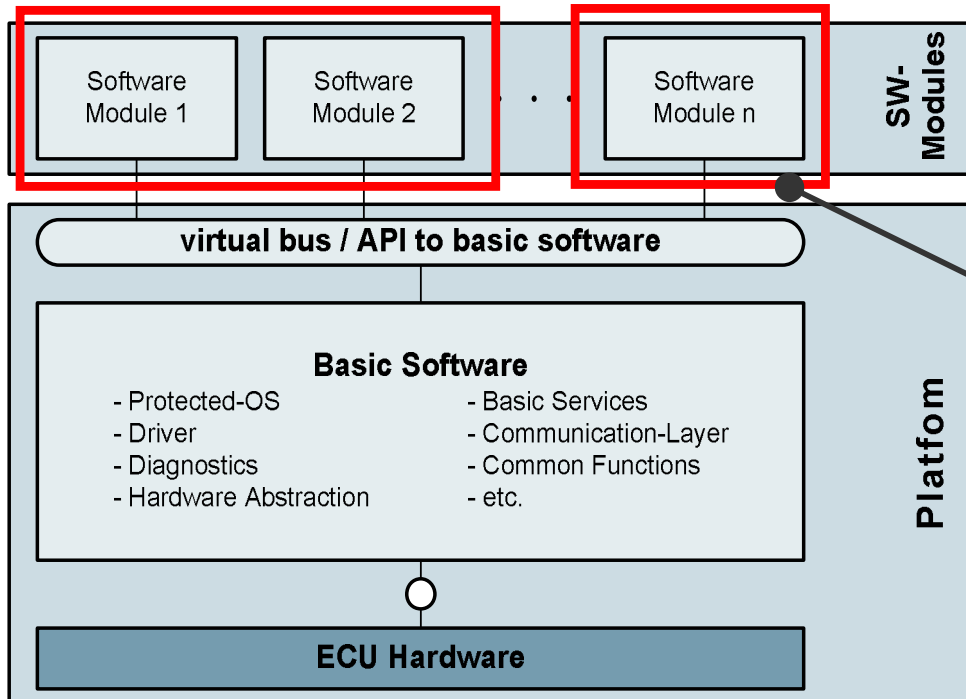 Software
Module 1
Software
Module 2
. . .
Software
Module n
SW-
Modules
virtual bus / API to basic software
Basic Software
- Protected-OS
- Driver
- Diagnostics
- Hardware Abstraction
- Basic Services
- Communication-Layer
- Common Functions
- etc.
Platfom
ECU Hardware